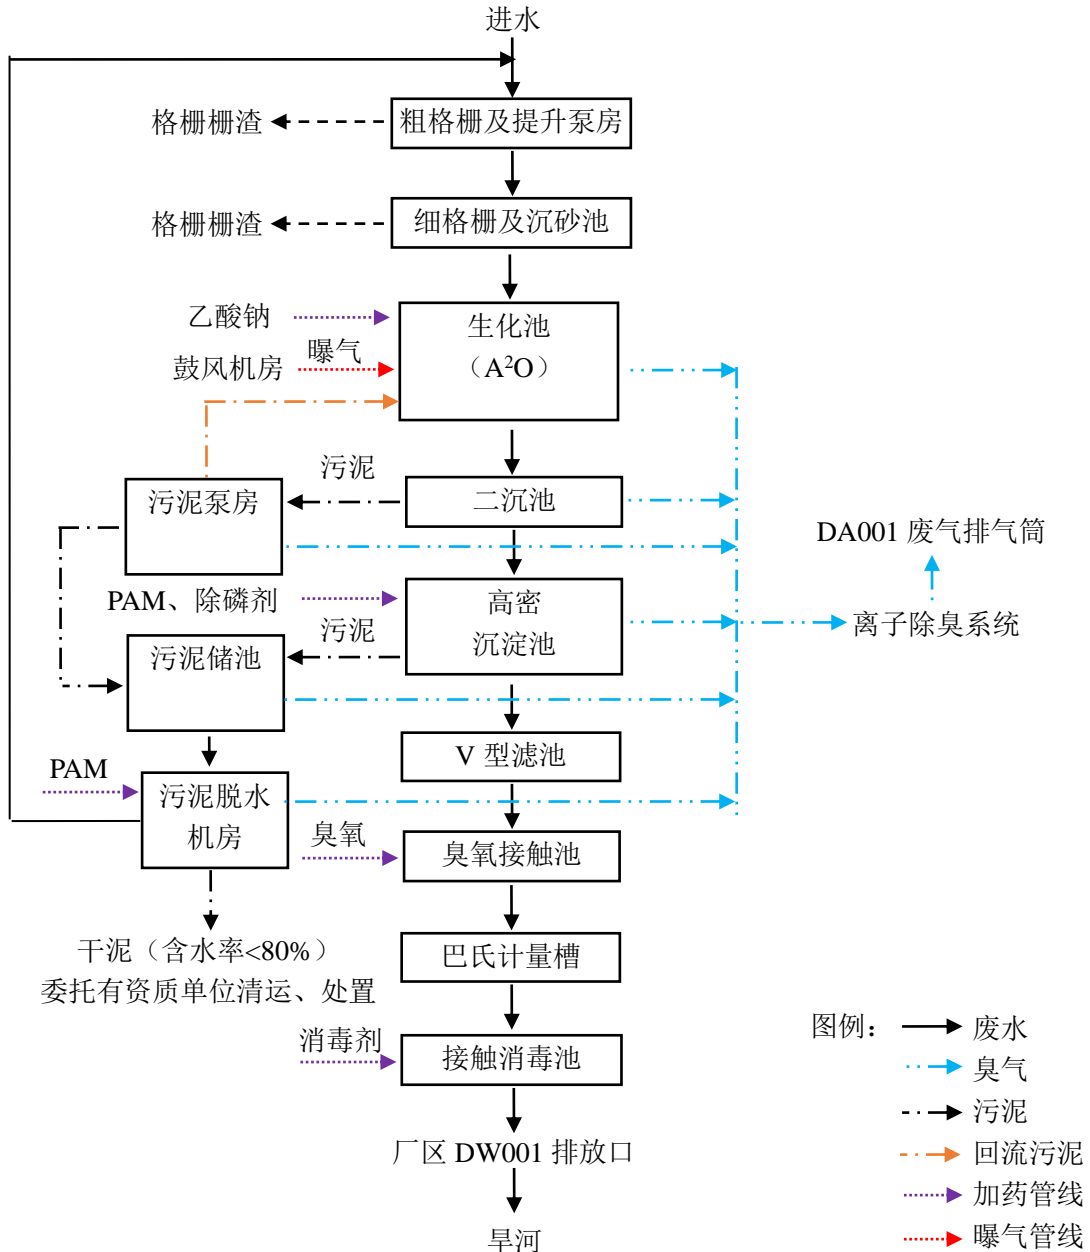 进水
格栅栅渣
粗格栅及提升泵房
格栅栅渣
细格栅及沉砂池
乙酸钠
生化池
（A²O）
曝气
鼓风机房
污泥
污泥泵房
二沉池
DA001 废气排气筒
PAM、除磷剂
高密
沉淀池
离子除臭系统
污泥
污泥储池
V 型滤池
PAM
污泥脱水
机房
臭氧
臭氧接触池
干泥（含水率<80%）
委托有资质单位清运、处置
巴氏计量槽
消毒剂
接触消毒池
厂区 DW001 排放口
旱河
图例：
废水
臭气
污泥
回流污泥
加药管线
曝气管线